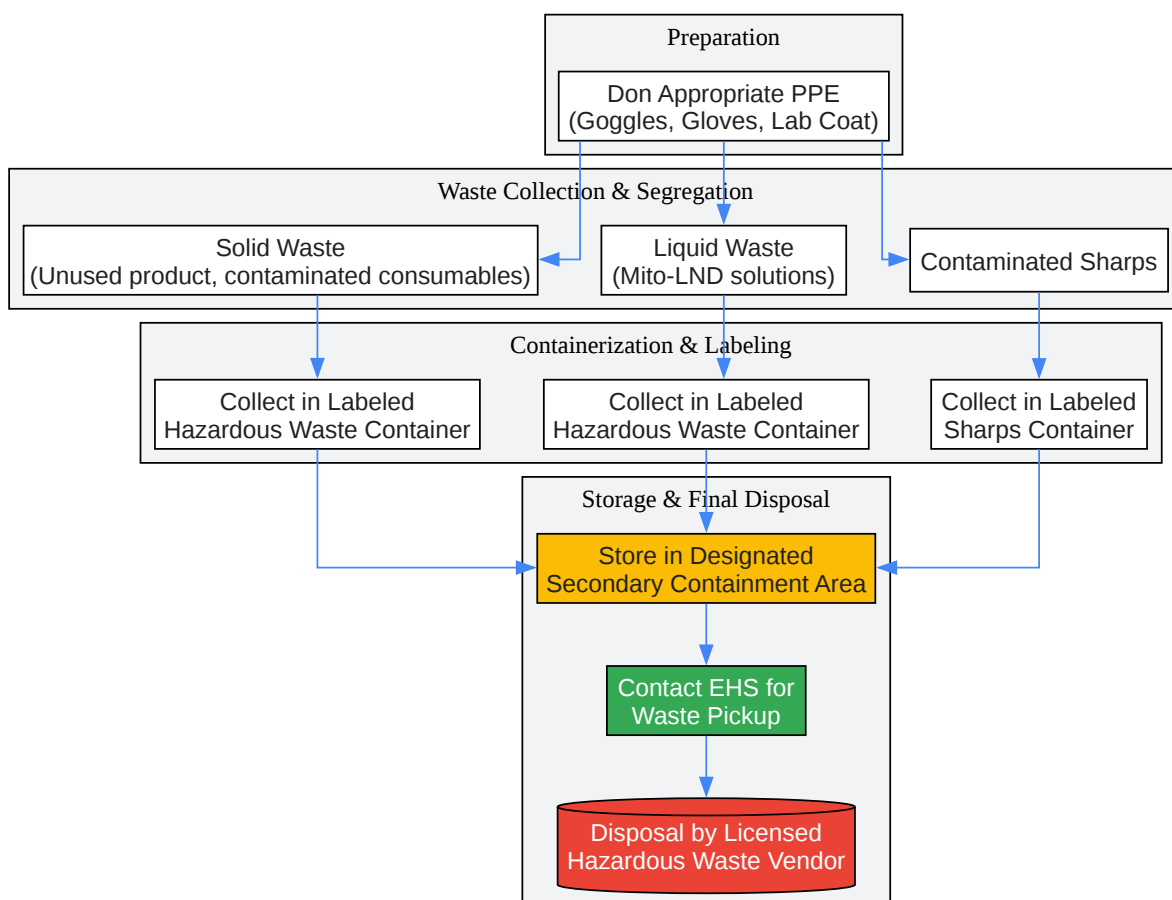 Preparation
Don Appropriate PPE
(Goggles, Gloves, Lab Coat)
Waste Collection & Segregation
Solid Waste
(Unused product, contaminated consumables)
Liquid Waste
(Mito-LND solutions)
Contaminated Sharps
Containerization & Labeling
Collect in Labeled
Hazardous Waste Container
Collect in Labeled
Hazardous Waste Container
Collect in Labeled
Sharps Container
Storage & Final Disposal
Store in Designated
Secondary Containment Area
Contact EHS for
Waste Pickup
Disposal by Licensed
Hazardous Waste Vendor